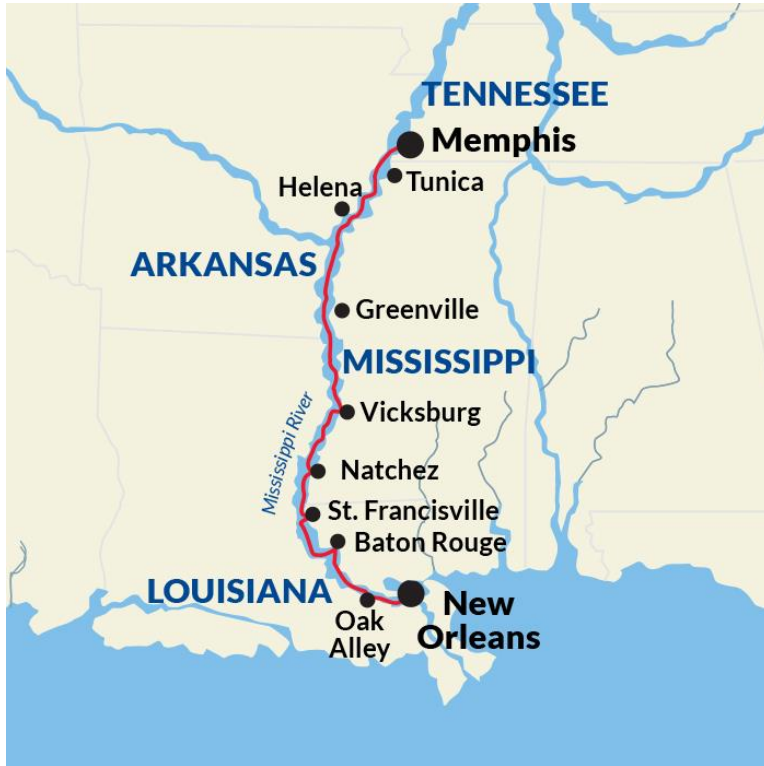 TENNESSEE
Memphis
Tunica
Helena
ARKANSAS
Greenville
MISSISSIPPI
Vicksburg
Mississippi River
Natchez
St. Francisville
Baton Rouge
LOUISIANA
New
Orleans
Oak
Alley